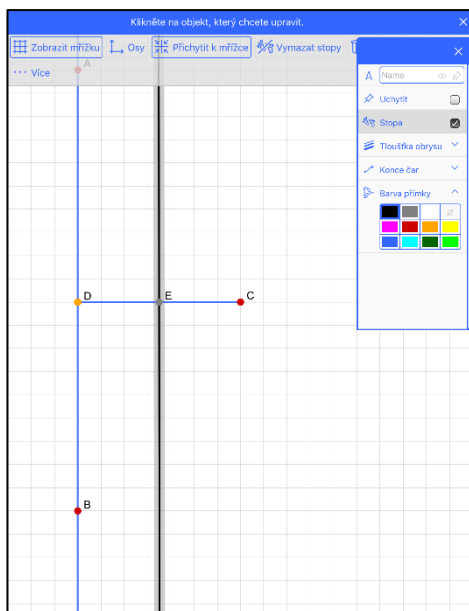 Klikněte na objekt, který chcete upravit.
Zobrazit mřížku Osy Přichytit k mřížce Vymazat stopy
Více
A
A Name
Uchytit
Stopa
Tloušťka obrysu
Konce čar
Barva přímky
D E C
B